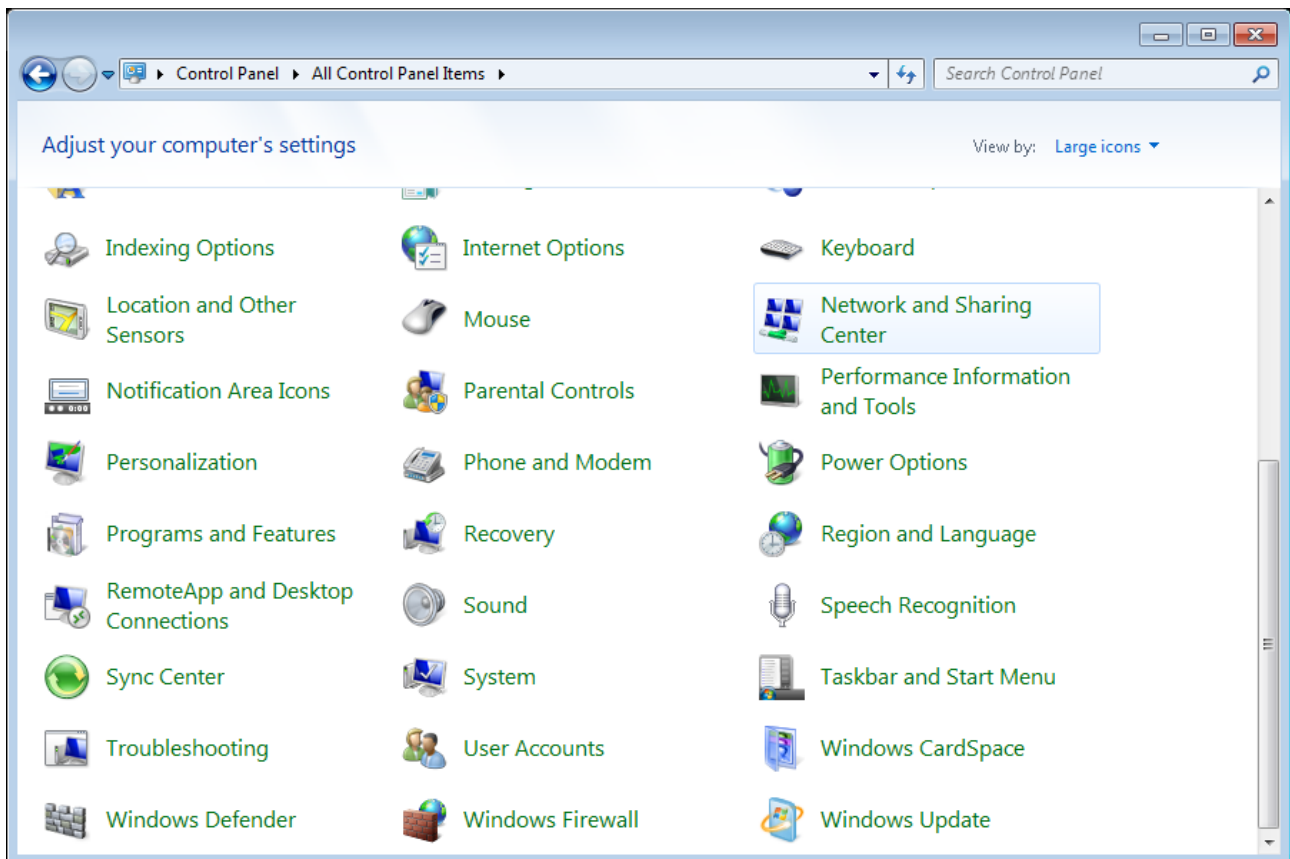 Control Panel All Control Panel Items Search Control Panel
Adjust your computer's settings View by: Large icons
Indexing Options Internet Options Keyboard
Location and Other
Sensors
Mouse
Network and Sharing
Center
Notification Area Icons Parental Controls
Performance Information
and Tools
Personalization Phone and Modem Power Options
Programs and Features Recovery Region and Language
RemoteApp and Desktop
Connections
Sound Speech Recognition
Sync Center System Taskbar and Start Menu
Troubleshooting User Accounts Windows CardSpace
Windows Defender Windows Firewall Windows Update